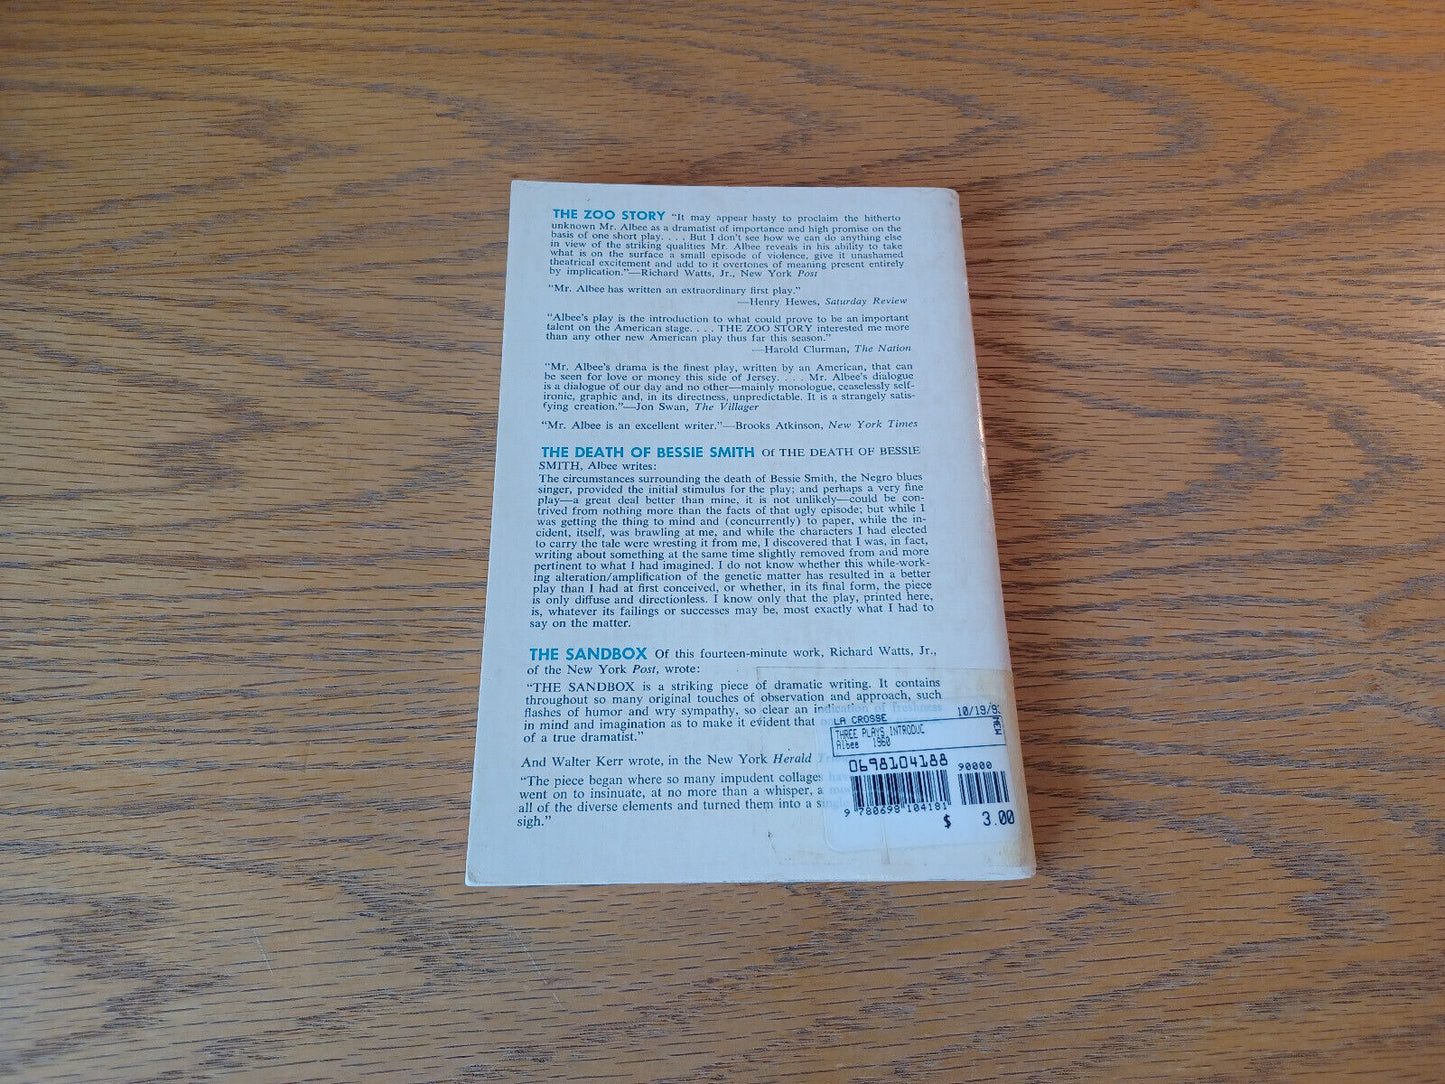 THE ZOO STORY "It may appear hasty to proclaim the hitherto
unknown Mr. Albee as a dramatist of importance and high promise on the
basis of one short play. . . . But I don't see how we can do anything else
in view of the striking qualities Mr. Albee reveals in his ability to take
what is on the surface a small episode of violence, give it unashamed
theatrical excitement and add to it overtones of meaning present entirely
by implication."—Richard Watts, Jr., New York Post
"Mr. Albee has written an extraordinary first play."
—Henry Hewes, Saturday Review
"Albee's play is the introduction to what could prove to be an important
talent on the American stage. . . . THE ZOO STORY interested me more
than any other new American play thus far this season."
—Harold Clurman, The Nation
"Mr. Albee's drama is the finest play, written by an American, that can
be seen for love or money this side of Jersey. . . . Mr. Albee's dialogue
is a dialogue of our day and no other—mainly monologue, ceaselessly self-
ironic, graphic and, in its directness, unpredictable. It is a strangely satis-
fying creation."—Jon Swan, The Villager
"Mr. Albee is an excellent writer."—Brooks Atkinson, New York Times
THE DEATH OF BESSIE SMITH Of THE DEATH OF BESSIE
SMITH, Albee writes:
The circumstances surrounding the death of Bessie Smith, the Negro blues
singer, provided the initial stimulus for the play; and perhaps a very fine
play—a great deal better than mine, it is not unlikely—could be con-
trived from nothing more than the facts of that ugly episode; but while I
was getting the thing to mind and (concurrently) to paper, while the in-
cident, itself, was brawling at me, and while the characters I had elected
to carry the tale were wresting it from me, I discovered that I was, in fact,
writing about something at the same time slightly removed from and more
pertinent to what I had imagined. I do not know whether this while-work-
ing alteration/amplification of the genetic matter has resulted in a better
play than I had at first conceived, or whether, in its final form, the piece
is only diffuse and directionless. I know only that the play, printed here,
is, whatever its failings or successes may be, most exactly what I had to
say on the matter.
THE SANDBOX Of this fourteen-minute work, Richard Watts, Jr.,
of the New York Post, wrote:
"THE SANDBOX is a striking piece of dramatic writing. It contains
throughout so many original touches of observation and approach, such
flashes of humor and wry sympathy, so clear an indication of freshness
in mind and imagination as to make it evident that
of a true dramatist."
And Walter Kerr wrote, in the New York Herald
"The piece began where so many impudent collages
went on to insinuate, at no more than a whisper, a
all of the diverse elements and turned them into a single
sigh."
LA CROSSE 10/19/9
NEW
THREE PLAYS INTRODUC
Albee 1960
0698104188 90000
9 780698 104181
$ 3.00